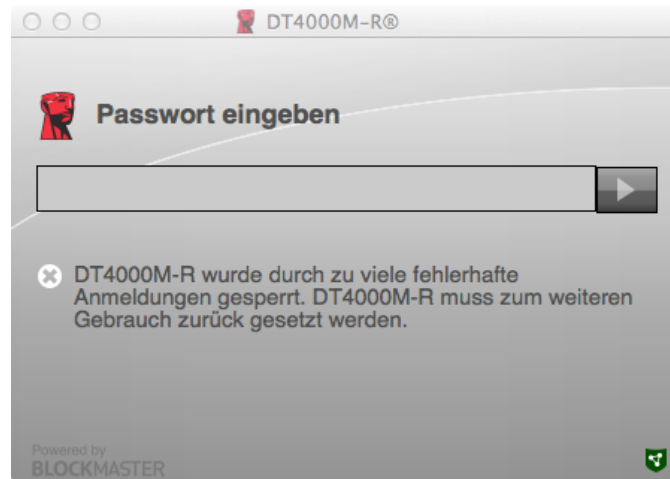 DT4000M-R®
Passwort eingeben
DT4000M-R wurde durch zu viele fehlerhafte
Anmeldungen gesperrt. DT4000M-R muss zum weiteren
Gebrauch zurück gesetzt werden.
Powered by
BLOCKMASTER